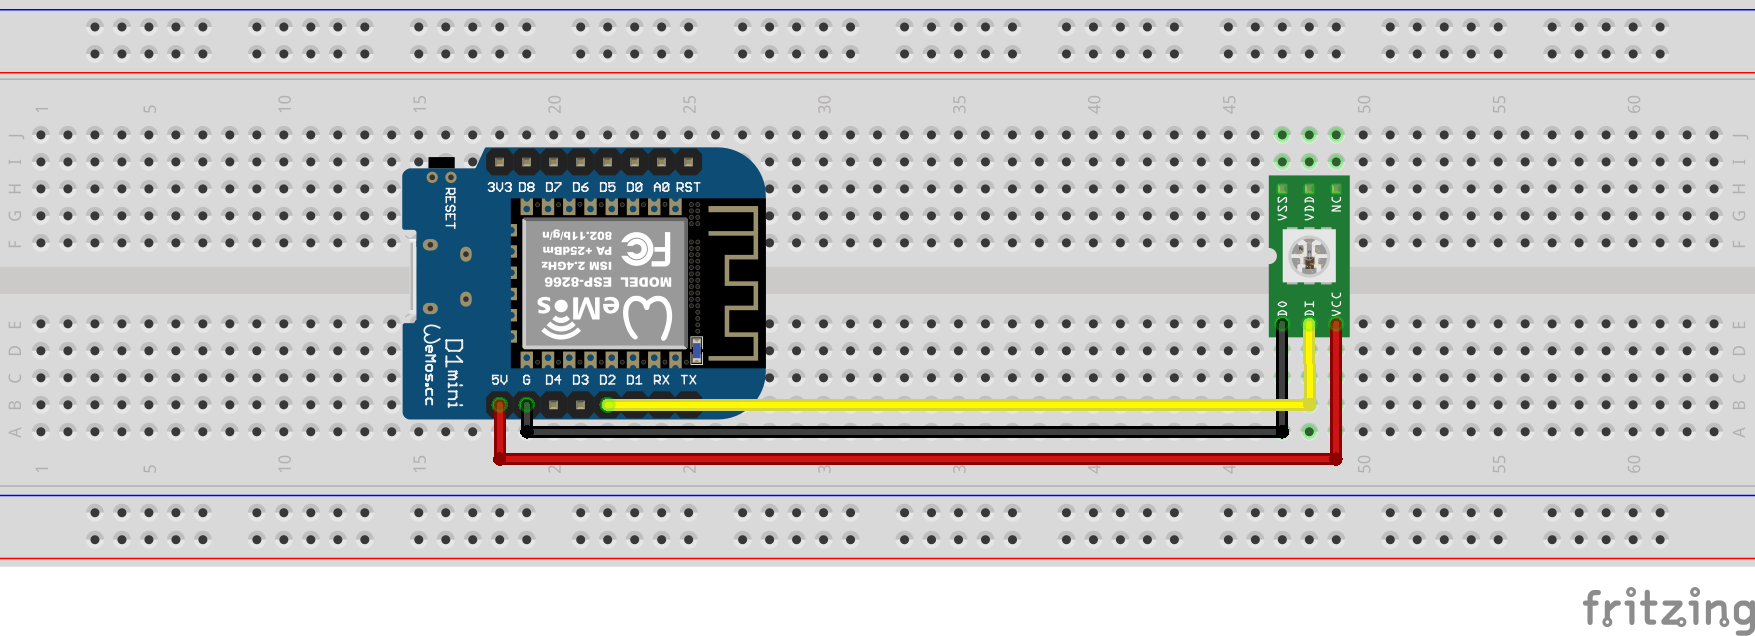 1 5 10 15 20 25 30 35 40 45 50 55 60
J J
I I
H H
G G
F F
E E
D D
C C
B B
A A
3V3 D8 D7 D6 D5 D0 A0 RST
RESET
MODEL ESP-8266
ISM 2.4GHz
PA +25dBm
802.11b/g/n
FC
WeMos
D1mini
WeMos.cc
5V G D4 D3 D2 D1 RX TX
VSS VDD NC
DO DI VCC
1 5 10 15 20 25 30 35 40 45 50 55 60
fritzing